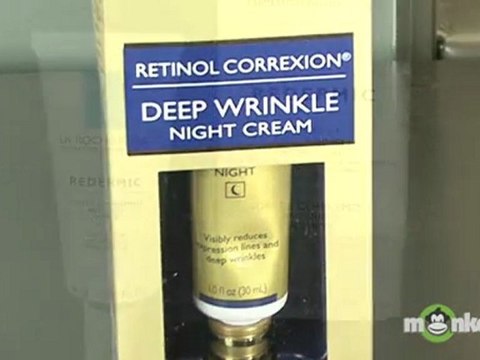 RETINOL CORREXION®
DEEP WRINKLE
NIGHT CREAM
NIGHT
Visibly reduces
expression lines and
deep wrinkles
1.0 fl oz (30 mL)
REDERMIC